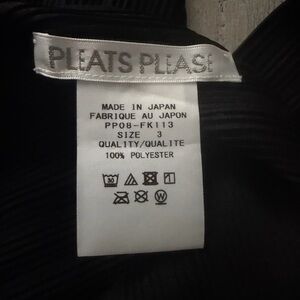 PLEATS PLEASE
MADE IN JAPAN
FABRIQUE AU JAPON
PP08-FK113
SIZE 3
QUALITY/QUALITE
100% POLYESTER